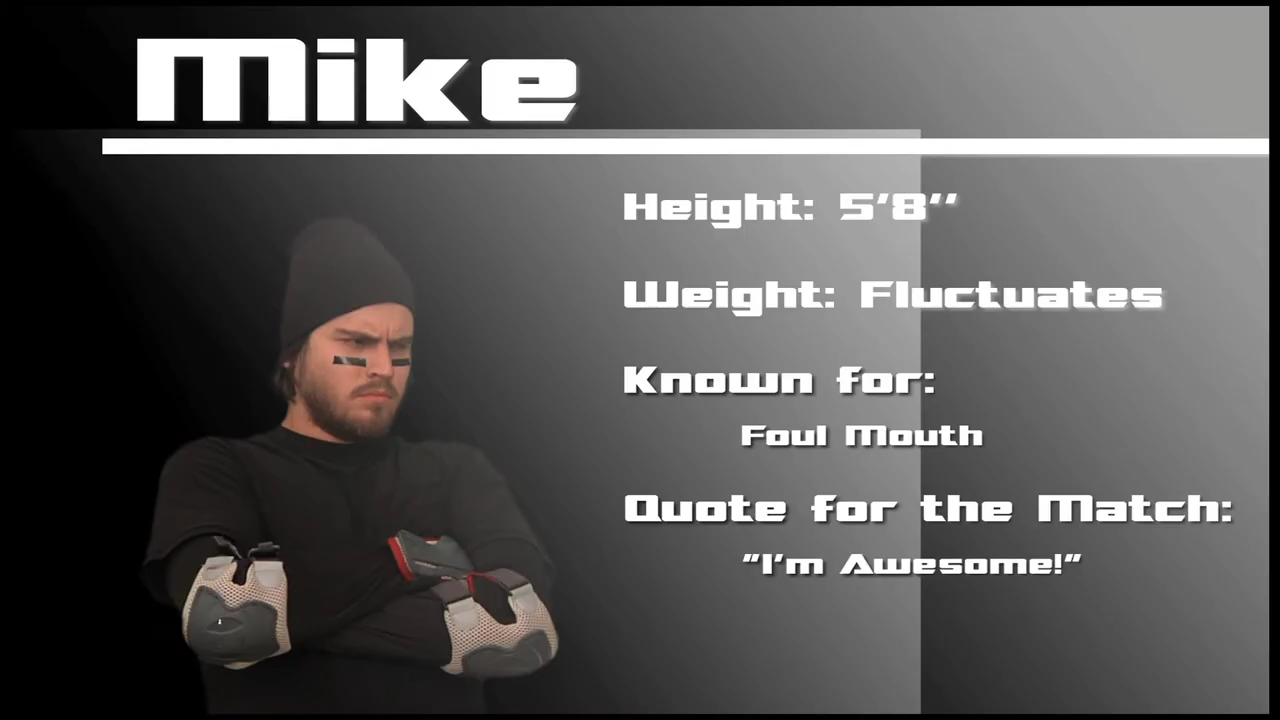 Mike
Height: 5'8''
Weight: Fluctuates
Known for:
Foul Mouth
Quote for the Match:
"I'm Awesome!"